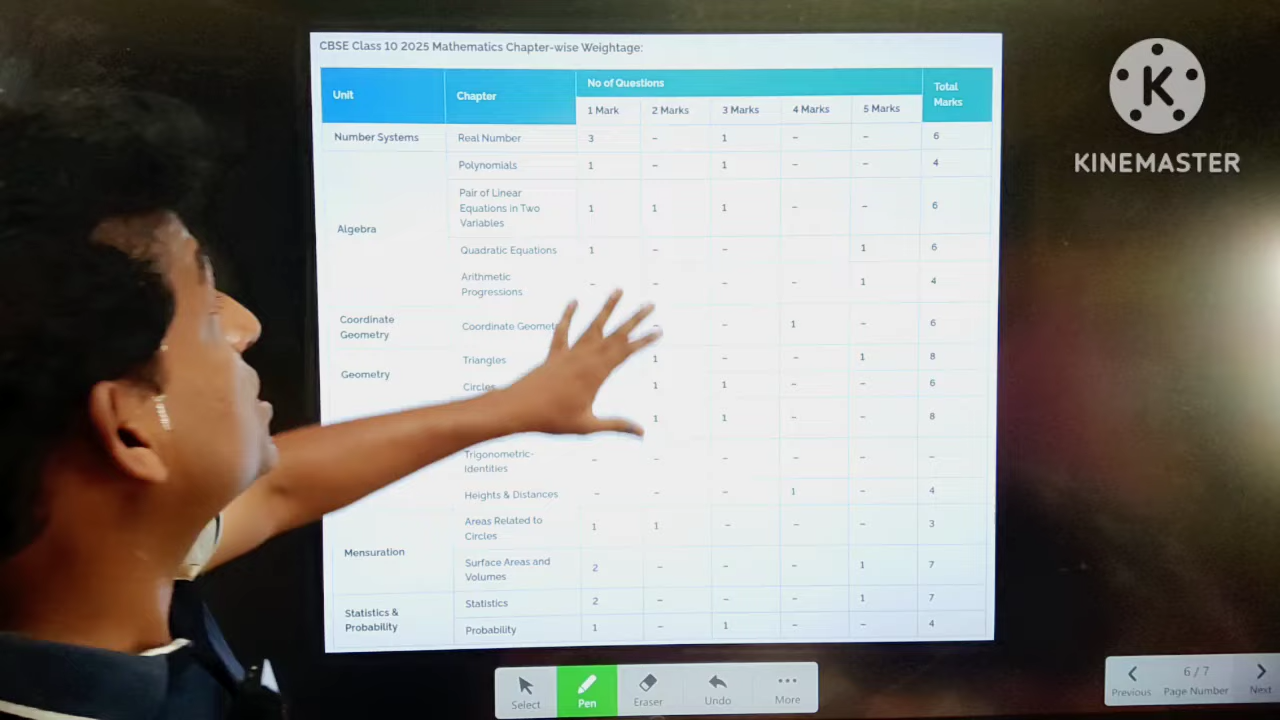 CBSE Class 10 2025 Mathematics Chapter-wise Weightage:
Unit Chapter No of Questions Total Marks
1 Mark 2 Marks 3 Marks 4 Marks 5 Marks
Number Systems Real Number 3 - 1 - - 6
Polynomials 1 - 1 - - 4
Algebra Pair of Linear Equations in Two Variables 1 1 1 - - 6
Quadratic Equations 1 - - 1 6
Arithmetic Progressions - - - - 1 4
Coordinate Geometry Coordinate - - 1 - 6
Geometry Triangles 1 - - 1 8
Circles 1 1 - - 6
1 1 - - 8
Trigonometric-Identities - - - - - -
Heights & Distances - - - 1 - 4
Mensuration Areas Related to Circles 1 1 - - - 3
Surface Areas and Volumes 2 - - - 1 7
Statistics & Probability Statistics 2 - - - 1 7
Probability 1 - 1 - - 4
K
KINEMASTER
Select Pen Eraser Undo More
Previous 6 / 7 Page Number Next